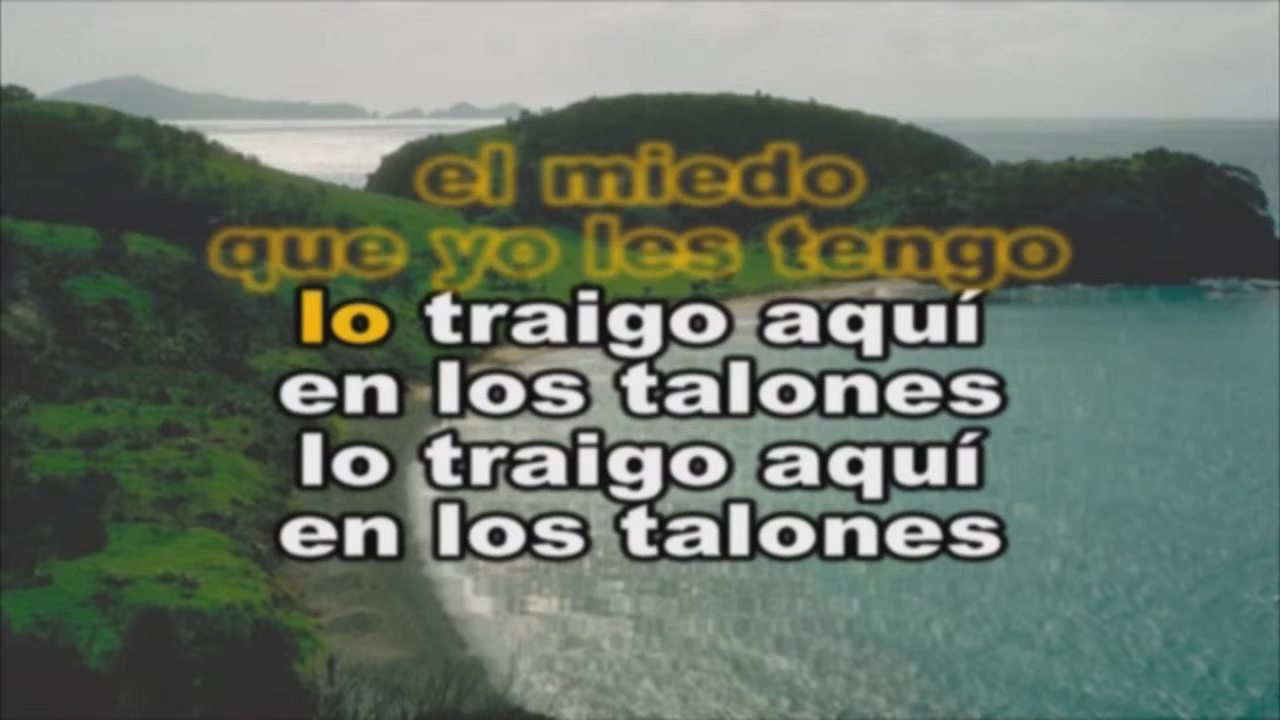 el miedo
que yo les tengo
lo traigo aquí
en los talones
lo traigo aquí
en los talones